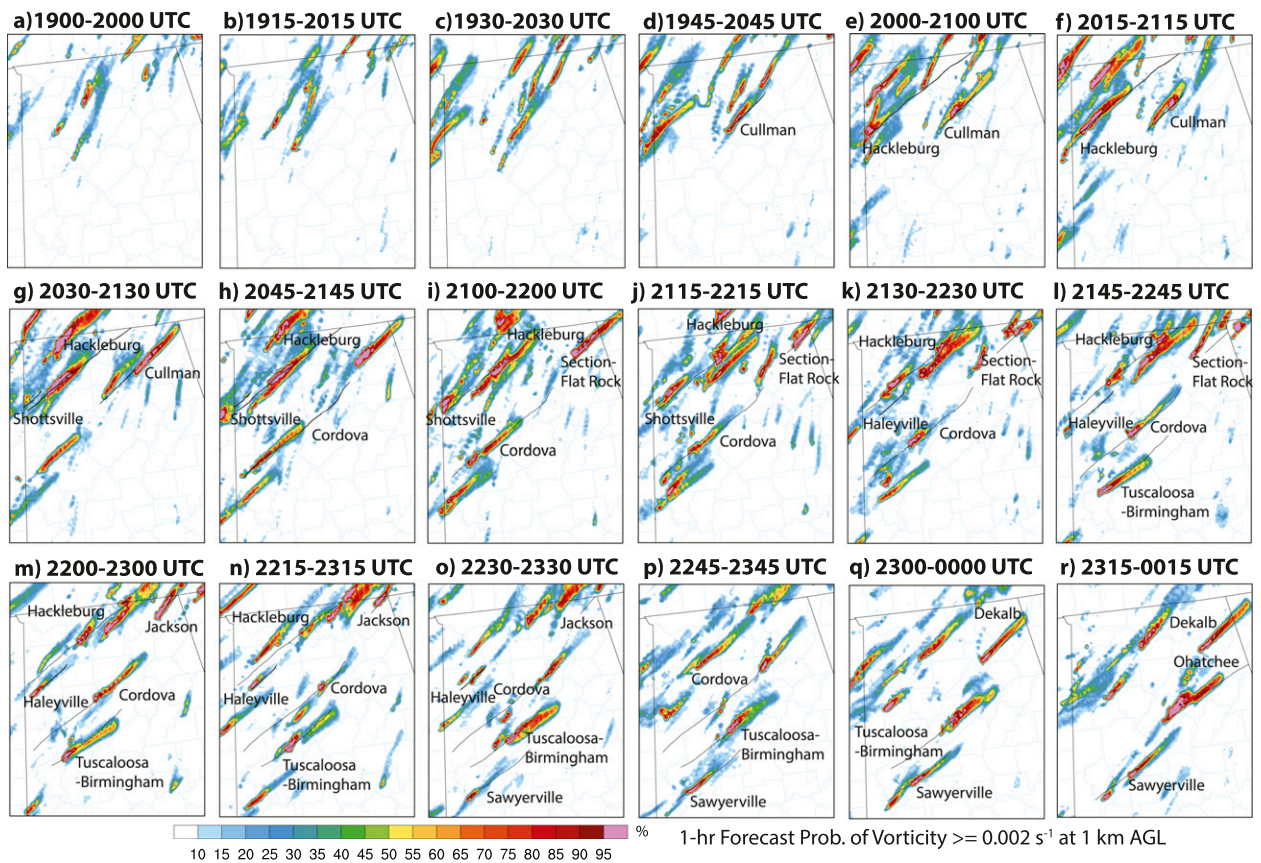 a)1900-2000 UTC
b)1915-2015 UTC
c)1930-2030 UTC
d)1945-2045 UTC
e) 2000-2100 UTC
f) 2015-2115 UTC
Cullman
Hackleburg
Cullman
Hackleburg
Cullman
g) 2030-2130 UTC
h) 2045-2145 UTC
i) 2100-2200 UTC
j) 2115-2215 UTC
k) 2130-2230 UTC
l) 2145-2245 UTC
Hackleburg
Cullman
Shottsville
Hackleburg
Shottsville
Cordova
Hackleburg
Section-
Flat Rock
Shottsville
Cordova
Hackleburg
Section-
Flat Rock
Shottsville
Cordova
Hackleburg
Section-
Flat Rock
Haleyville
Cordova
Hackleburg
Section-
Flat Rock
Haleyville
Cordova
Tuscaloosa
-Birmingham
m) 2200-2300 UTC
n) 2215-2315 UTC
o) 2230-2330 UTC
p) 2245-2345 UTC
q) 2300-0000 UTC
r) 2315-0015 UTC
Hackleburg
Jackson
Haleyville
Cordova
Tuscaloosa
-Birmingham
Hackleburg
Jackson
Haleyville
Cordova
Tuscaloosa
-Birmingham
Jackson
Haleyville
Cordova
Tuscaloosa-
Birmingham
Sawyerville
Cordova
Tuscaloosa-
Birmingham
Sawyerville
Dekalb
Tuscaloosa
-Birmingham
Sawyerville
Dekalb
Ohatchee
Sawyerville
%
10 15 20 25 30 35 40 45 50 55 60 65 70 75 80 85 90 95
1-hr Forecast Prob. of Vorticity >= 0.002 s⁻¹ at 1 km AGL